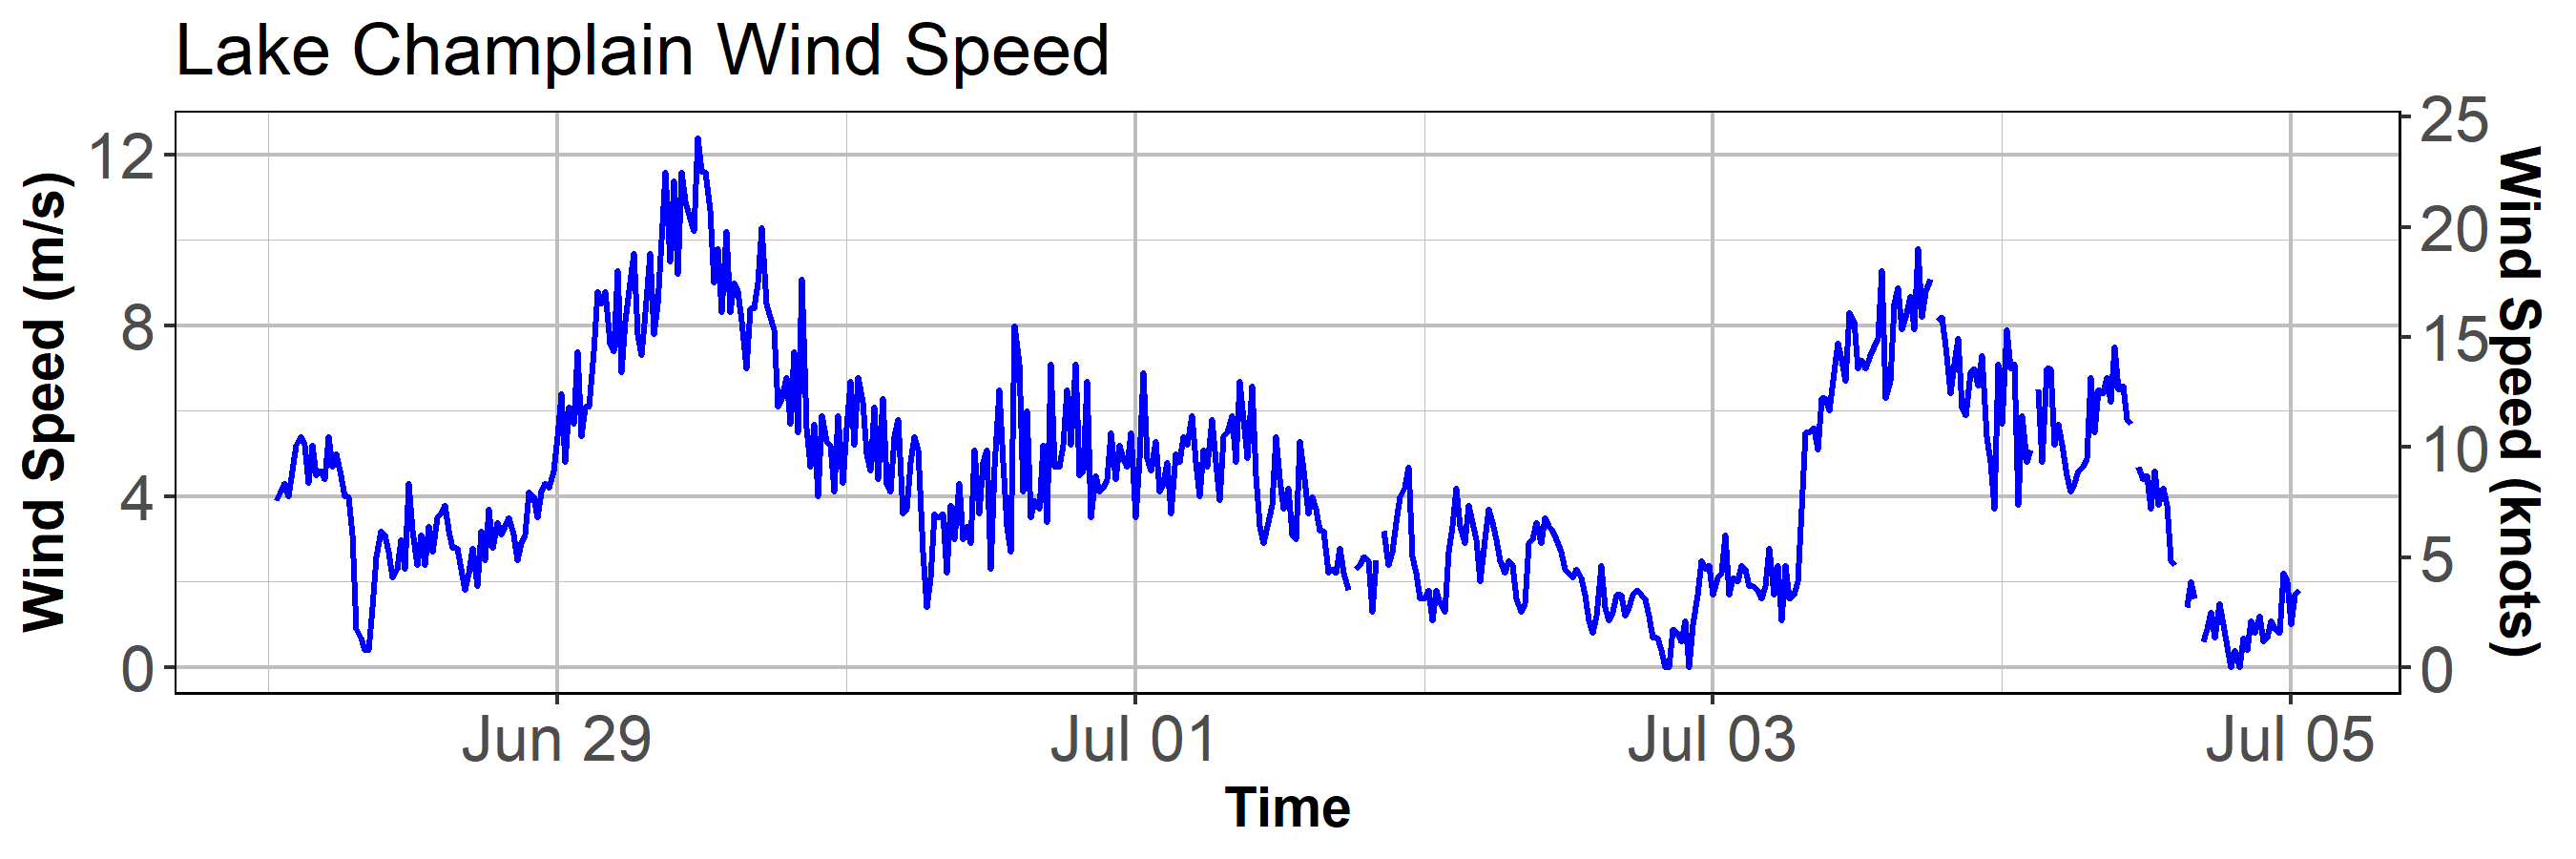 Lake Champlain Wind Speed
Wind Speed (m/s)
12
8
4
0
25
20
15
10
5
0
Wind Speed (knots)
Jun 29
Jul 01
Jul 03
Jul 05
Time